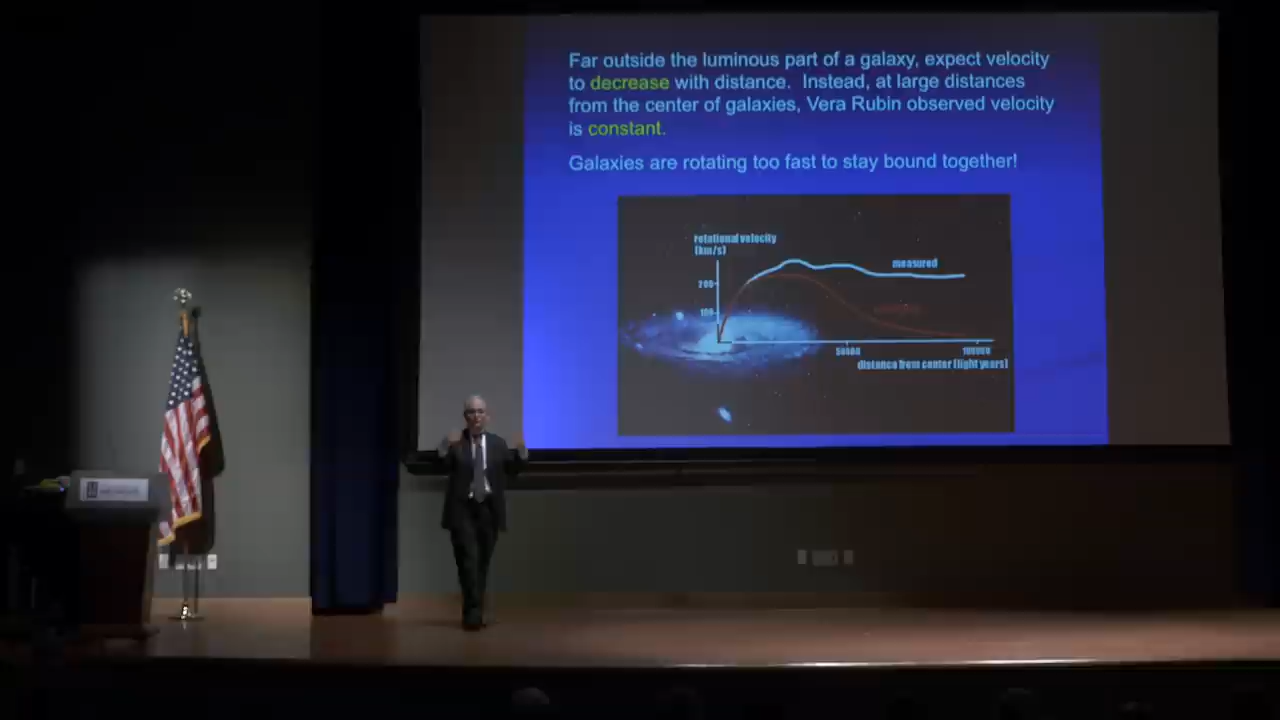 Far outside the luminous part of a galaxy, expect velocity
to decrease with distance. Instead, at large distances
from the center of galaxies, Vera Rubin observed velocity
is constant.
Galaxies are rotating too fast to stay bound together!
rotational velocity
(km/s)
measured
200
100
50000
100000
distance from center (light years)